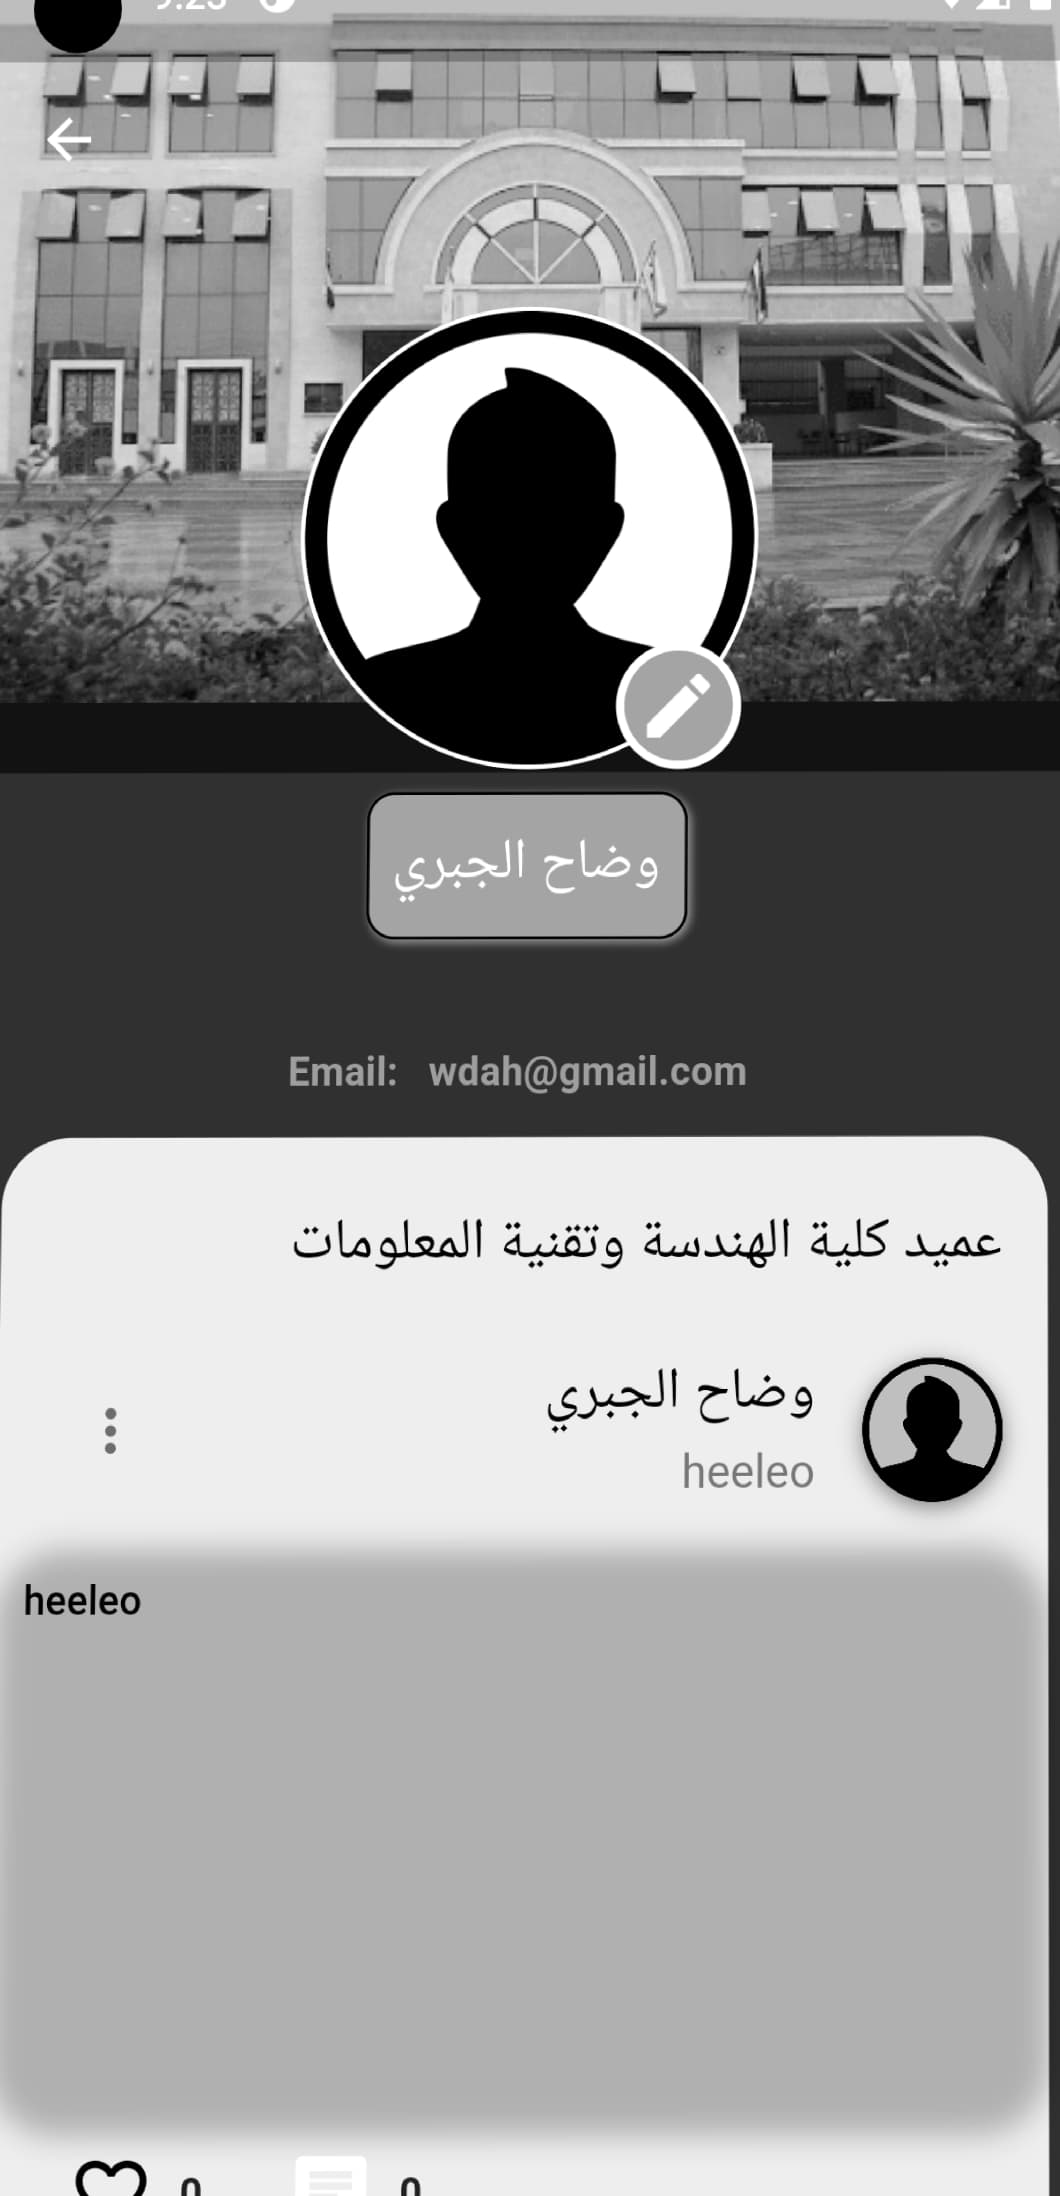 وضاح الجبري
Email: wdah@gmail.com
عميد كلية الهندسة وتقنية المعلومات
وضاح الجبري
heeleo
heeleo
0 0